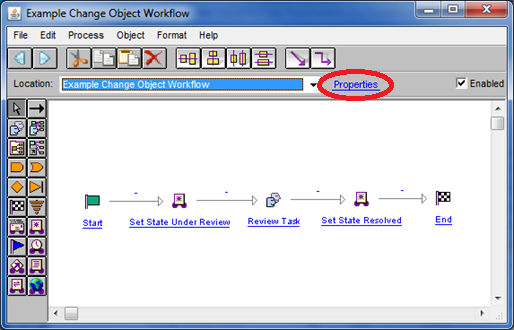 Example Change Object Workflow
File Edit Process Object Format Help
Location: Example Change Object Workflow Properties Enabled
Start Set State Under Review Review Task Set State Resolved End